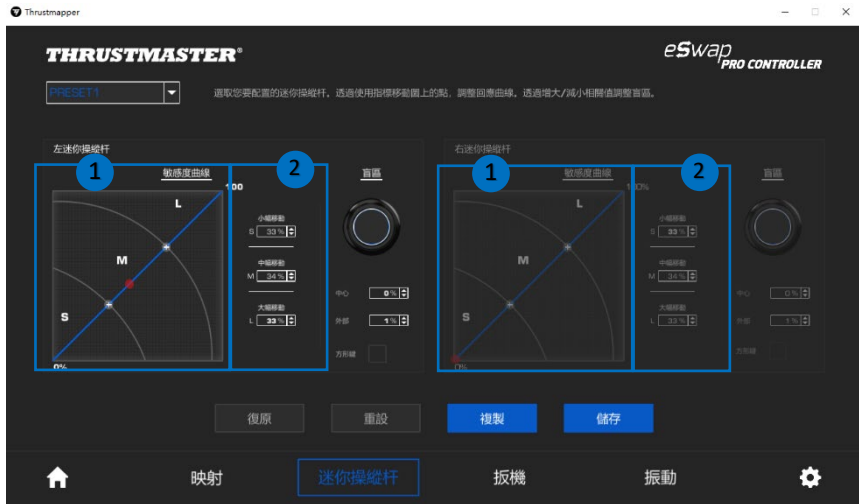 Thrustmapper
THRUSTMASTER®
eSwap
PRO CONTROLLER
PRESET1
選取您要配置的迷你操縱杆。透過使用指標移動圖上的點，調整回應曲線。透過增大/減小相關值調整盲區。
左迷你操縱杆
1
敏感度曲線
2
盲區
100
L
M
S
0%
小幅移動
S 33 %
中幅移動
M 34 %
大幅移動
L 33 %
中心 0 %
外部 1 %
方形鍵
右迷你操縱杆
1
敏感度曲線
2
盲區
100%
L
M
S
0%
小幅移動
S 33 %
中幅移動
M 34 %
大幅移動
L 33 %
中心 0 %
外部 1 %
方形鍵
復原
重設
複製
儲存
映射
迷你操縱杆
扳機
振動